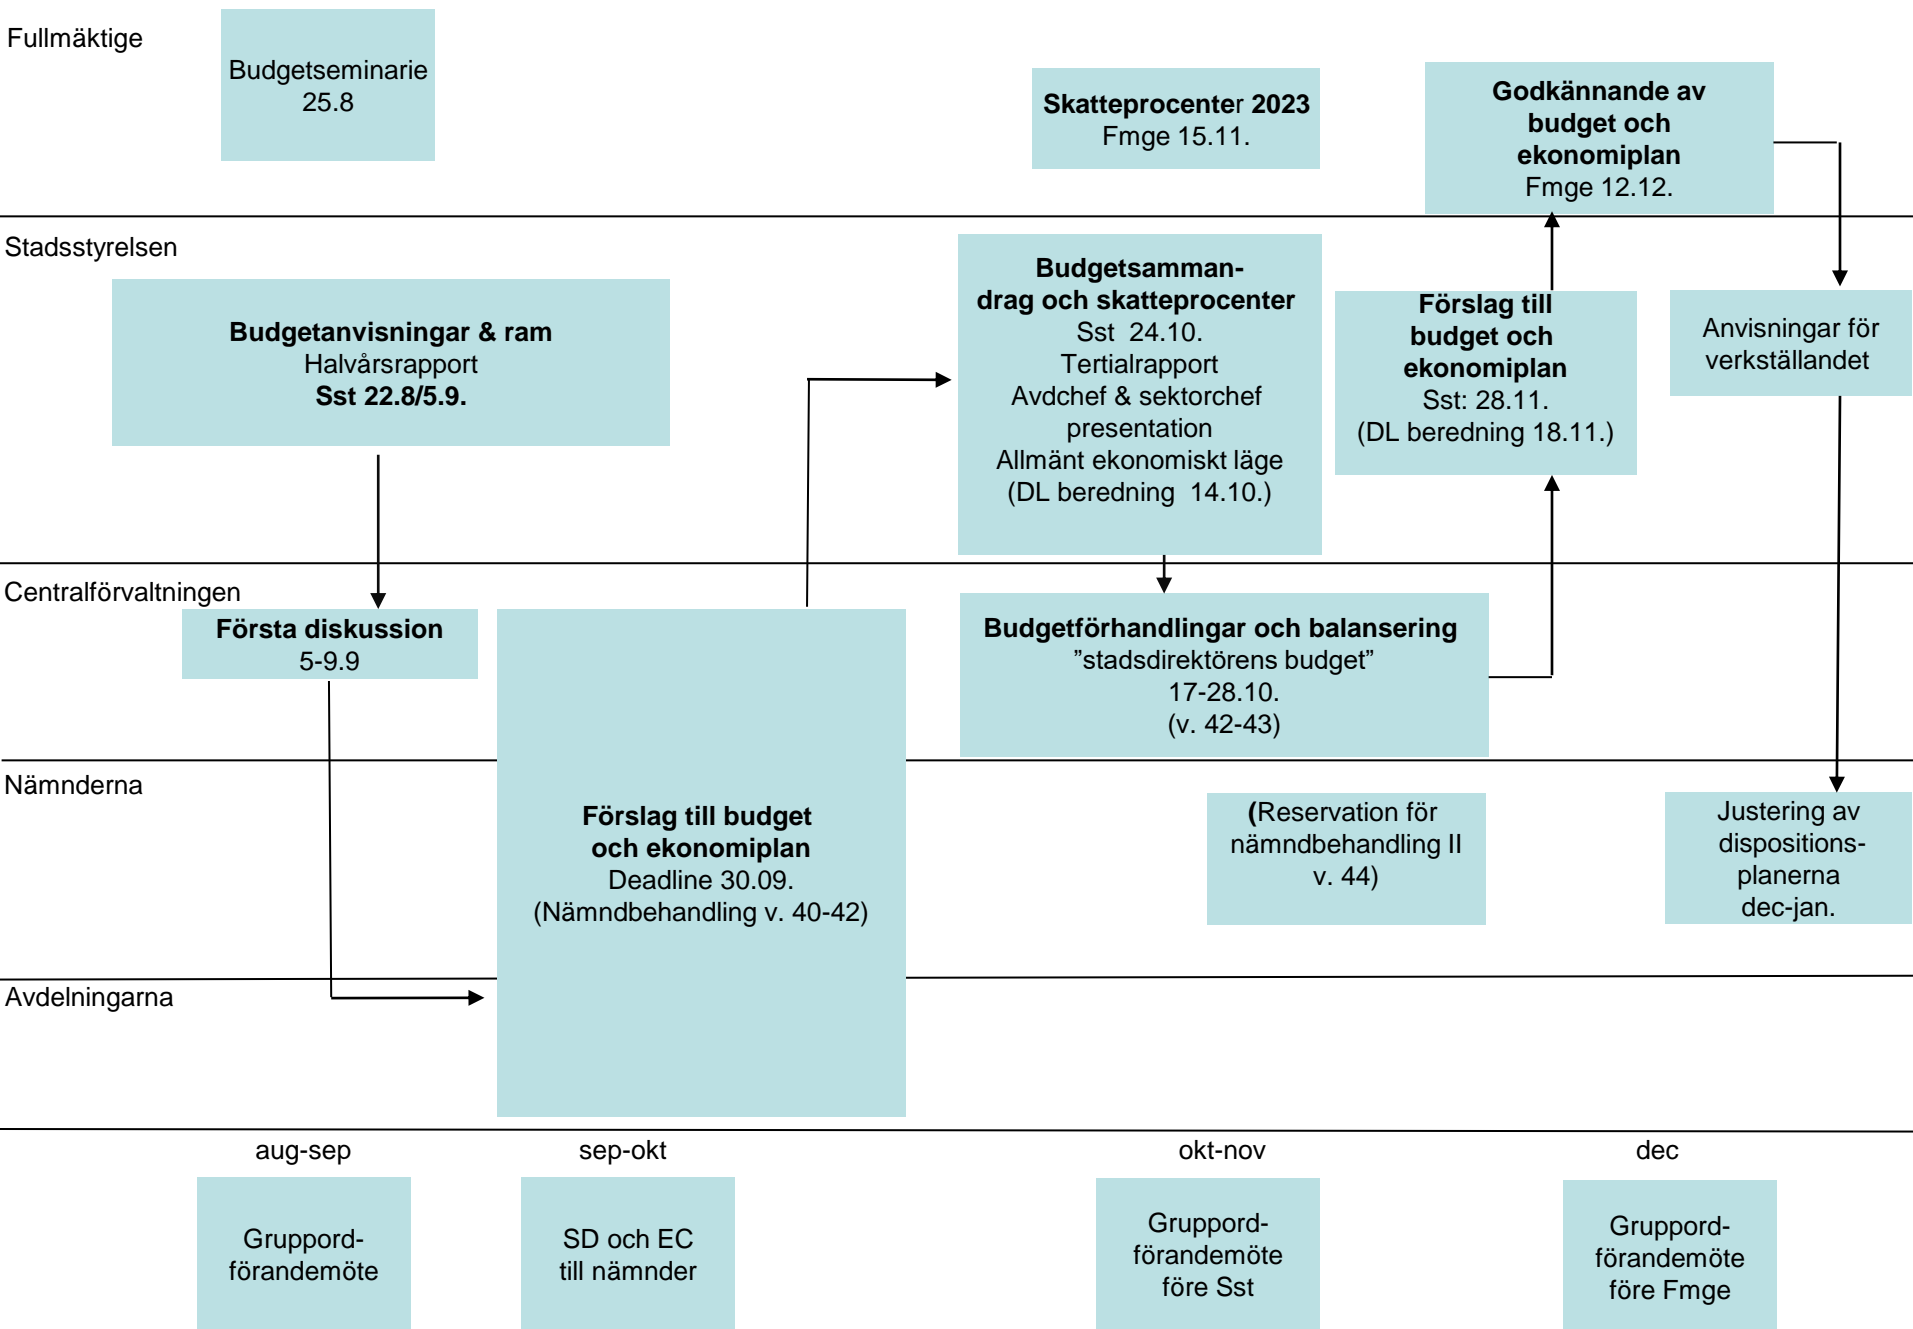 Fullmäktige
Budgetseminarie
25.8
Skatteprocenter 2023
Fmge 15.11.
Godkännande av
budget och
ekonomiplan
Fmge 12.12.
Stadsstyrelsen
Budgetanvisningar & ram
Halvårsrapport
Sst 22.8/5.9.
Budgetsamman-
drag och skatteprocenter
Sst 24.10.
Tertialrapport
Avdchef & sektorchef
presentation
Allmänt ekonomiskt läge
(DL beredning 14.10.)
Förslag till
budget och
ekonomiplan
Sst: 28.11.
(DL beredning 18.11.)
Anvisningar för
verkställandet
Centralförvaltningen
Första diskussion
5-9.9
Budgetförhandlingar och balansering
”stadsdirektörens budget”
17-28.10.
(v. 42-43)
Nämnderna
Förslag till budget
och ekonomiplan
Deadline 30.09.
(Nämndbehandling v. 40-42)
(Reservation för
nämndbehandling II
v. 44)
Justering av
dispositions-
planerna
dec-jan.
Avdelningarna
aug-sep
sep-okt
okt-nov
dec
Gruppord-
förandemöte
SD och EC
till nämnder
Gruppord-
förandemöte
före Sst
Gruppord-
förandemöte
före Fmge